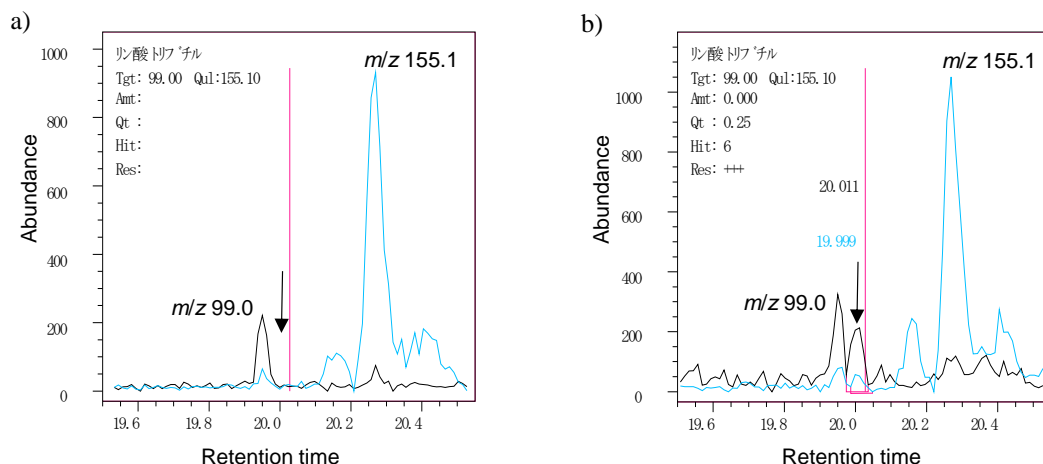 a)
リン酸トリフ゛チル
Tgt: 99.00 Qul:155.10
Amt:
Qt :
Hit:
Res:
m/z 155.1
m/z 99.0
Abundance
1000
800
600
400
200
0
19.6
19.8
20.0
20.2
20.4
Retention time
b)
リン酸トリフ゛チル
Tgt: 99.00 Qul:155.10
Amt: 0.000
Qt : 0.25
Hit: 6
Res: +++
m/z 155.1
20.011
19.999
m/z 99.0
Abundance
1000
800
600
400
200
0
19.6
19.8
20.0
20.2
20.4
Retention time